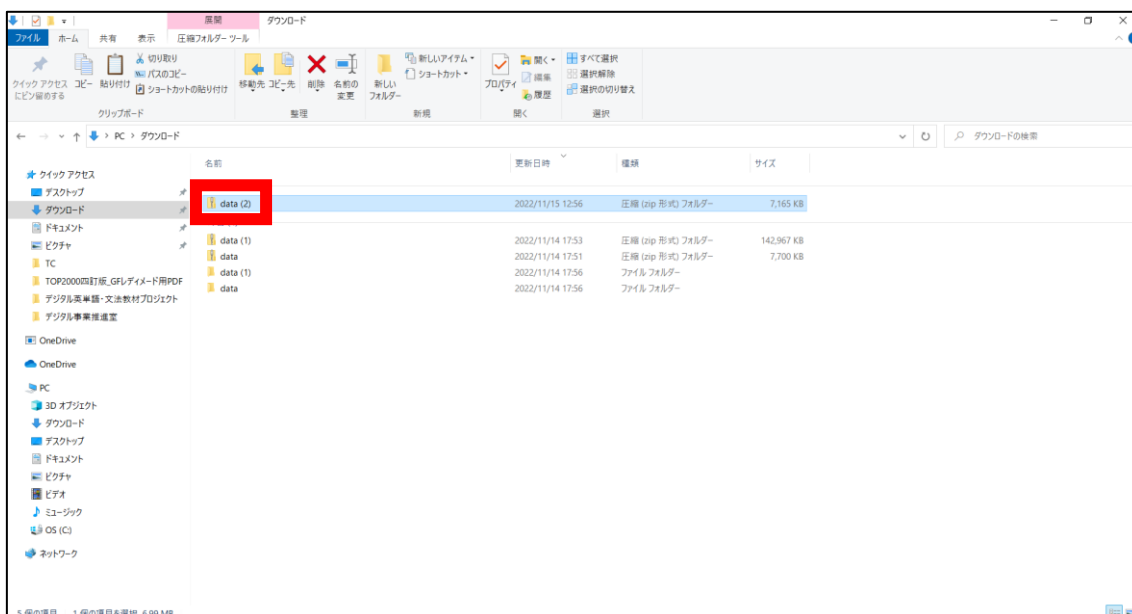 展開 ダウンロード
ファイル ホーム 共有 表示 圧縮フォルダー ツール
クイック アクセス
にピン留めする
コピー
貼り付け
切り取り
パスのコピー
ショートカットの貼り付け
移動先
コピー先
削除
名前の
変更
新しい
フォルダー
新しいアイテム
ショートカット
プロパティ
開く
編集
履歴
すべて選択
選択解除
選択の切り替え
クリップボード 整理 新規 開く 選択
PC > ダウンロード
ダウンロードの検索
名前 更新日時 種類 サイズ
data (2) 2022/11/15 12:56 圧縮 (zip 形式) フォルダー 7,165 KB
data (1) 2022/11/14 17:53 圧縮 (zip 形式) フォルダー 142,967 KB
data 2022/11/14 17:51 圧縮 (zip 形式) フォルダー 7,700 KB
data (1) 2022/11/14 17:56 ファイル フォルダー
data 2022/11/14 17:56 ファイル フォルダー
クイック アクセス
デスクトップ
ダウンロード
ドキュメント
ピクチャ
TC
TOP2000四訂版_GFレディメード用PDF
デジタル英単語・文法教材プロジェクト
デジタル事業推進室
OneDrive
OneDrive
PC
3D オブジェクト
ダウンロード
デスクトップ
ドキュメント
ピクチャ
ビデオ
ミュージック
OS (C:)
ネットワーク
5 個の項目 1 個の項目を選択 6.99 MB